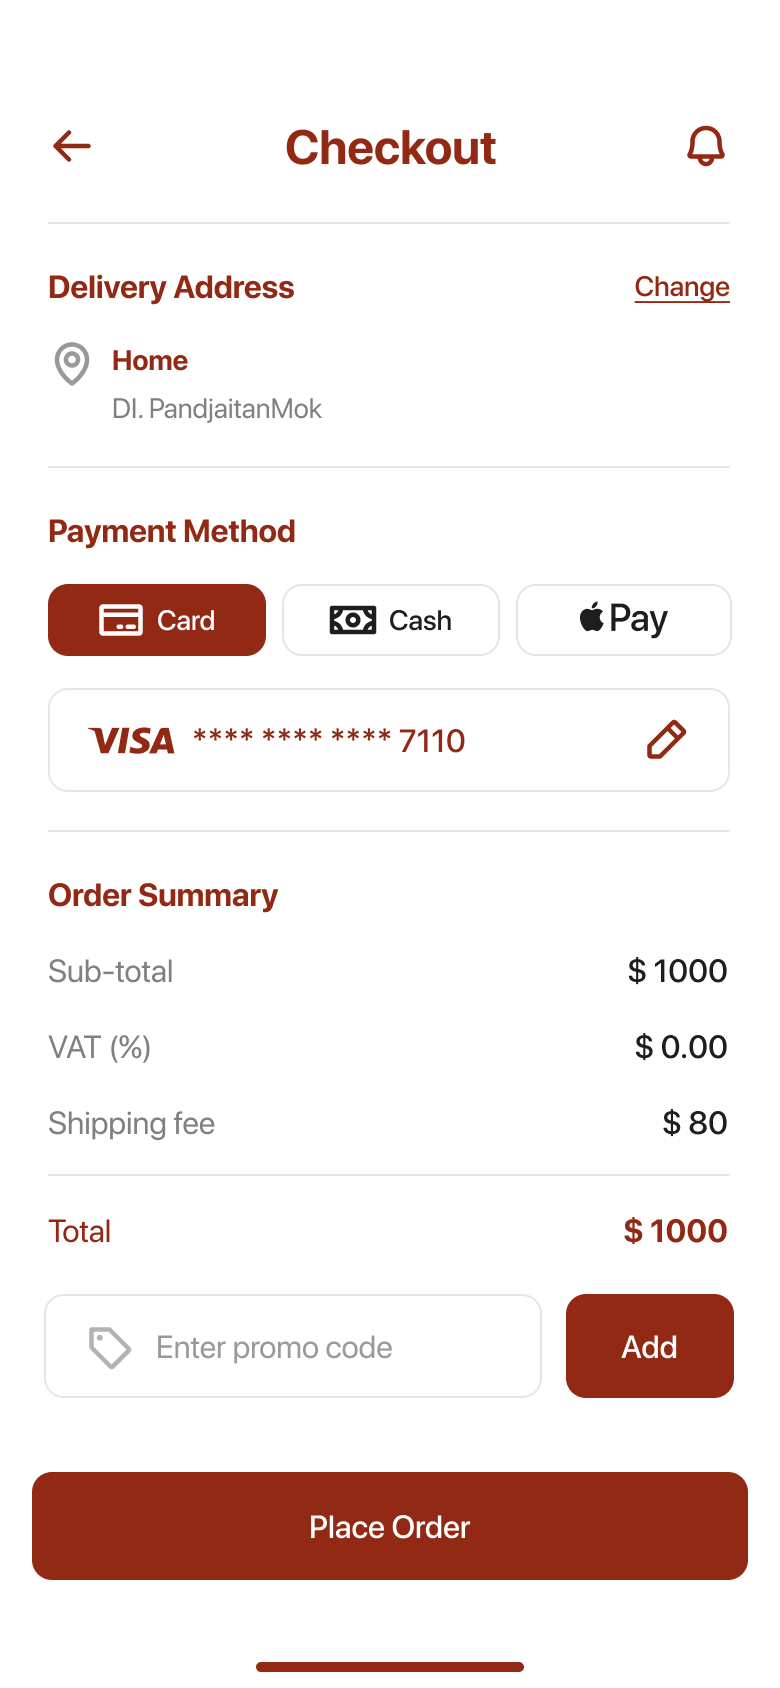 Checkout
Delivery Address Change
Home
Dl. PandjaitanMok
Payment Method
Card Cash Pay
VISA **** **** **** 7110
Order Summary
Sub-total $ 1000
VAT (%) $ 0.00
Shipping fee $ 80
Total $ 1000
Enter promo code Add
Place Order